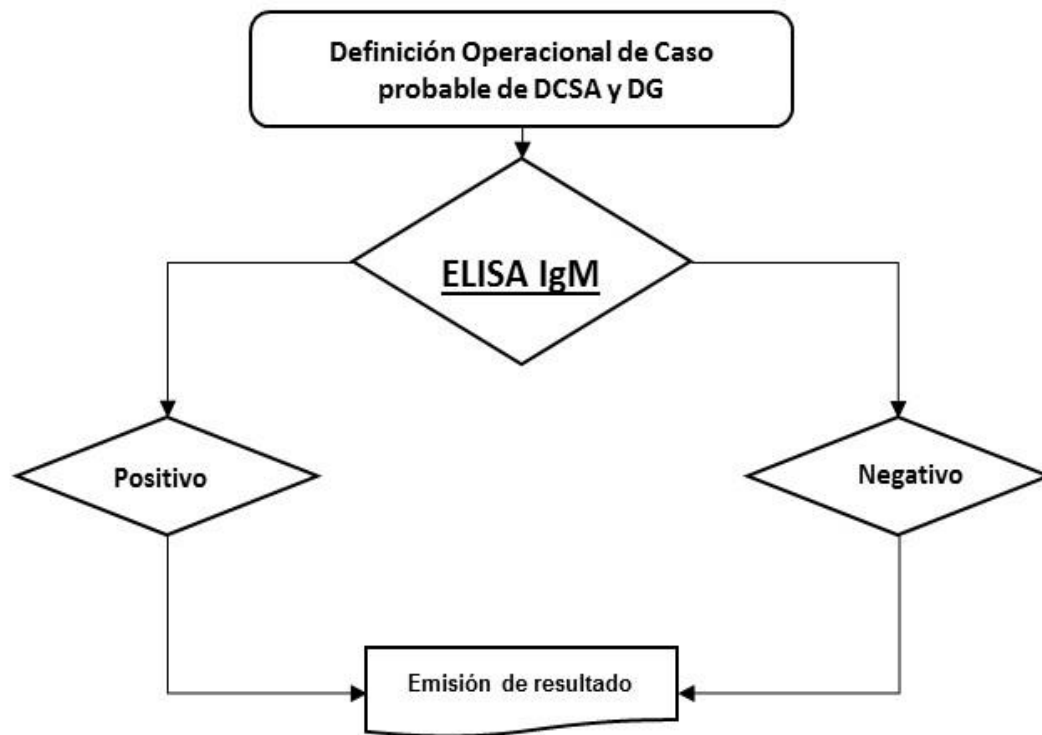 Definición Operacional de Caso
probable de DCSA y DG
ELISA IgM
Positivo
Negativo
Emisión de resultado